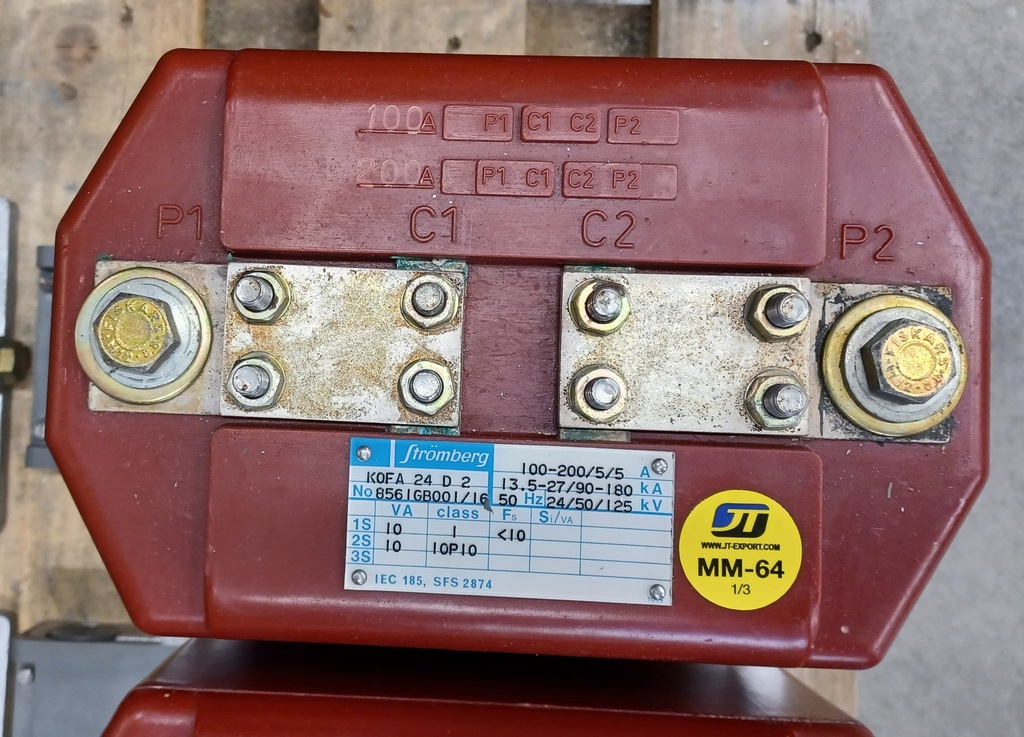 100A P1 C1 C2 P2
200A P1 C1 C2 P2
P1 C1 C2 P2
Strömberg 100-200/5/5 A
KOFA 24 D 2 13.5-27/90-180 kA
No 8561GB001/16 50 Hz 24/50/125 kV
VA class Fs S1/VA
1S 10 1 <10
2S 10 10P10
3S
IEC 185, SFS 2874
JT
WWW.JT-EXPORT.COM
MM-64
1/3
FISKARS